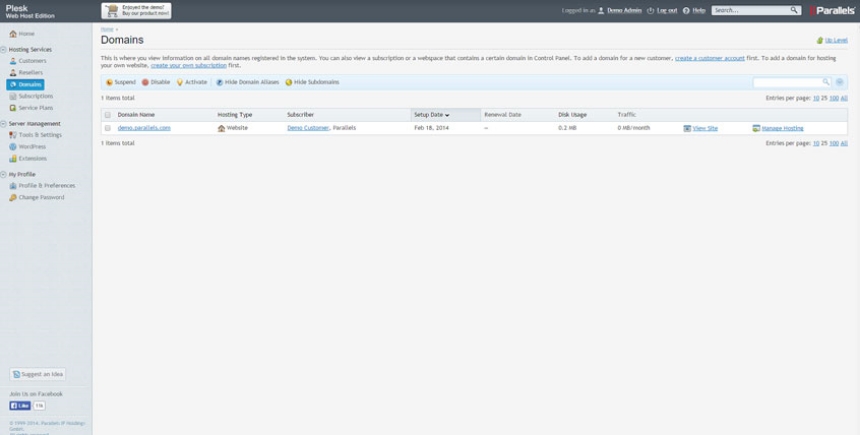 Plesk
Web Host Edition
Enjoyed the demo?
Buy our product now!
Logged in as Demo Admin Log out Help Search...
Parallels
Home
Hosting Services
Customers
Resellers
Domains
Subscriptions
Service Plans
Server Management
Tools & Settings
WordPress
Extensions
My Profile
Profile & Preferences
Change Password
Suggest an Idea
Join Us on Facebook
Like
Home >
Domains
Up Level
This is where you view information on all domain names registered in the system. You can also view a subscription or a webspace that contains a certain domain in Control Panel. To add a domain for a new customer, create a customer account first. To add a domain for hosting
your own website, create your own subscription first.
Suspend Disable Activate Hide Domain Aliases Hide Subdomains
1 items total Entries per page: 10 25 100 All
Domain Name Hosting Type Subscriber Setup Date Renewal Date Disk Usage Traffic
demo.parallels.com Website Demo Customer, Parallels Feb 18, 2014 — 0.2 MB 0 MB/month View Site Manage Hosting
1 items total Entries per page: 10 25 100 All
© 1999-2014. Parallels IP Holdings
GmbH.
All rights reserved.